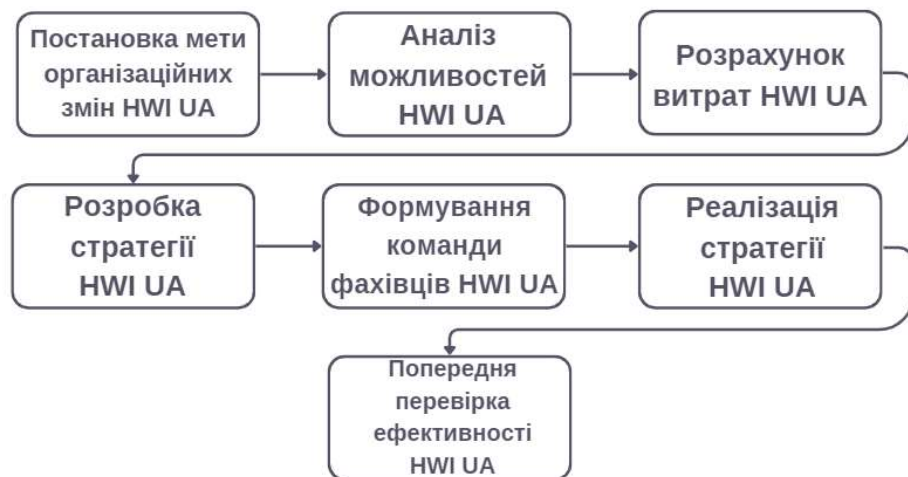 Постановка мети
організаційних
змін HWI UA
Аналіз
можливостей
HWI UA
Розрахунок
витрат HWI UA
Розробка
стратегії
HWI UA
Формування
команди
фахівців HWI UA
Реалізація
стратегії
HWI UA
Попередня
перевірка
ефективності
HWI UA